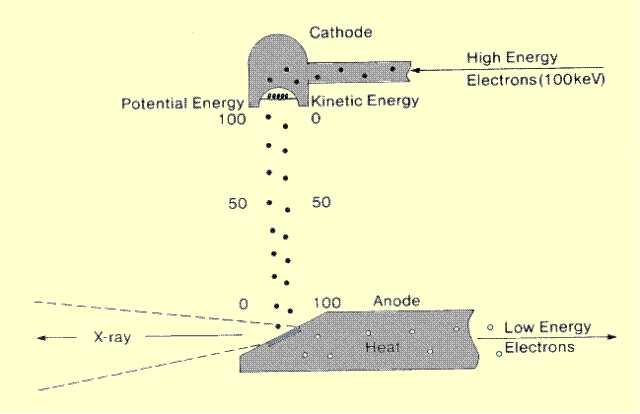 Cathode
High Energy
Electrons(100keV)
Potential Energy
Kinetic Energy
100
0
50
50
0
100
Anode
X-ray
Heat
Low Energy
Electrons